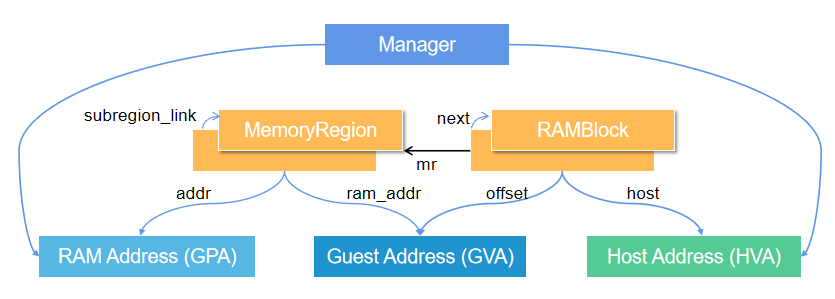 Manager
subregion_link
MemoryRegion
next
RAMBlock
mr
addr
ram_addr
offset
host
RAM Address (GPA)
Guest Address (GVA)
Host Address (HVA)